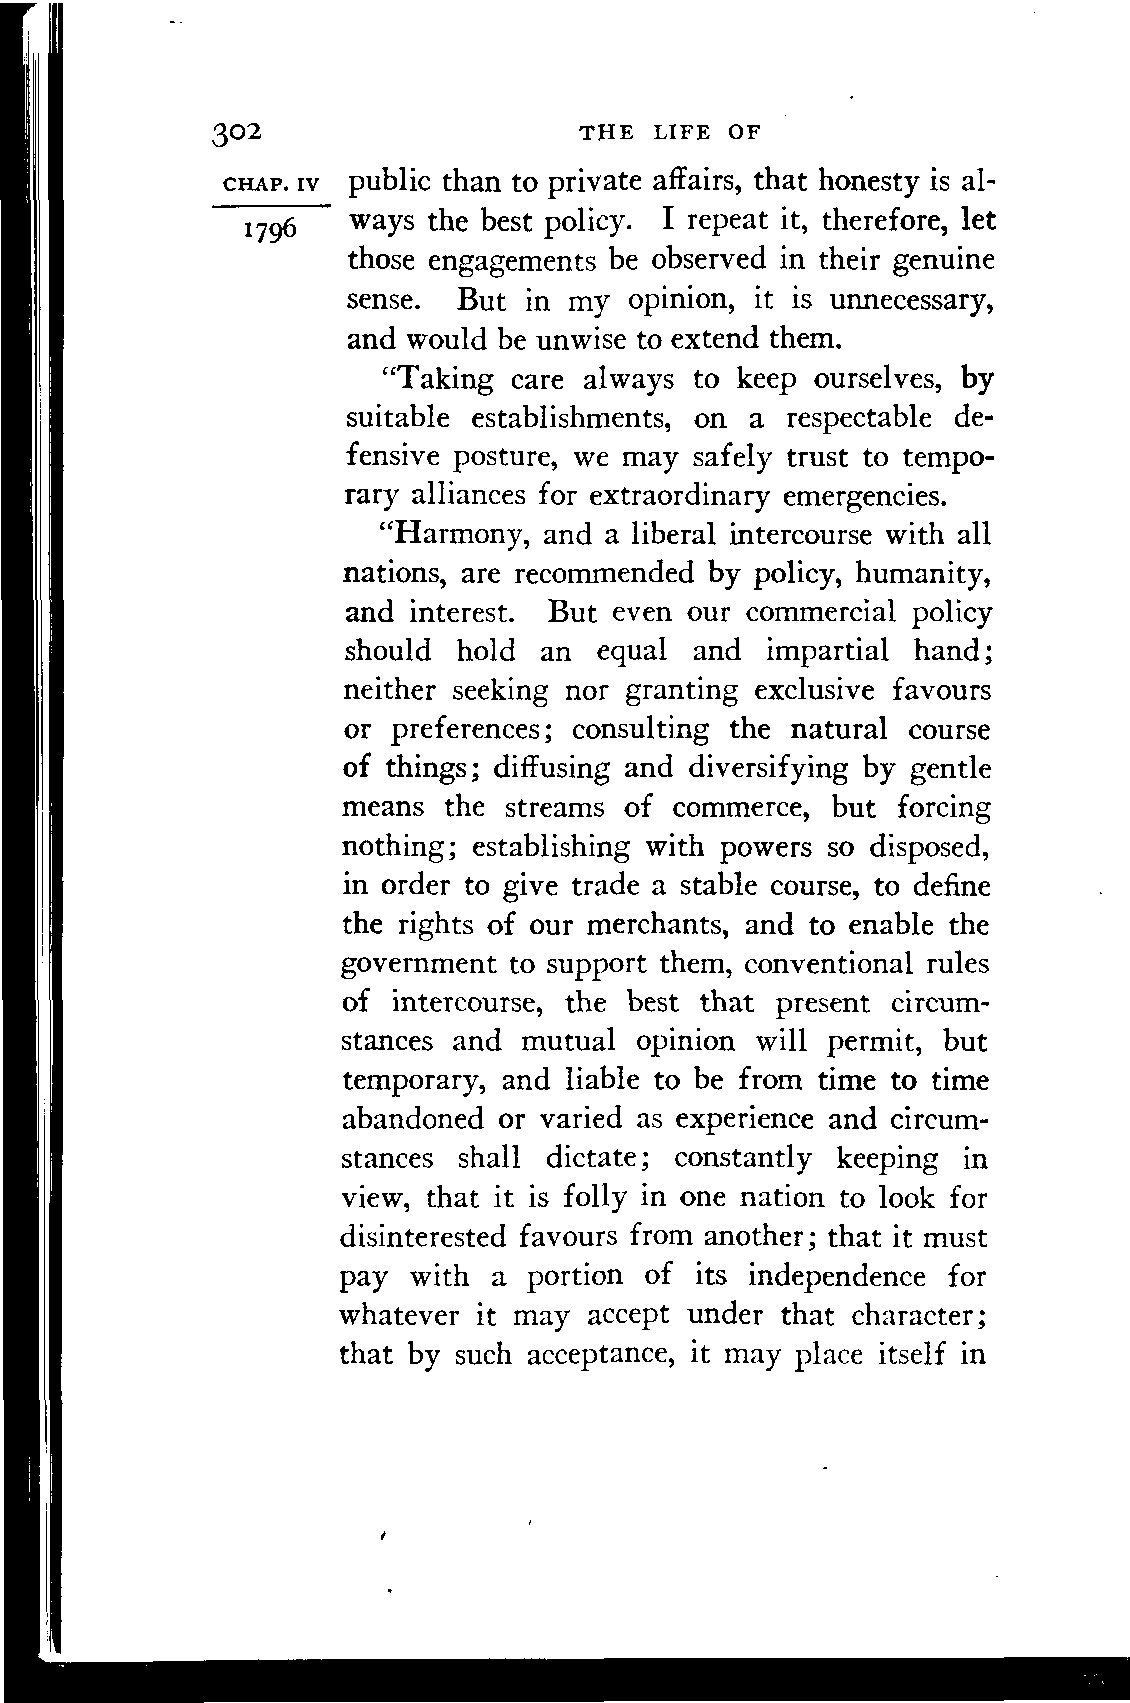 302 THE LIFE OF
CHAP. IV public than to private affairs, that honesty is al-
1796 ways the best policy. I repeat it, therefore, let
those engagements be observed in their genuine
sense. But in my opinion, it is unnecessary,
and would be unwise to extend them.
"Taking care always to keep ourselves, by
suitable establishments, on a respectable de-
fensive posture, we may safely trust to tempo-
rary alliances for extraordinary emergencies.
"Harmony, and a liberal intercourse with all
nations, are recommended by policy, humanity,
and interest. But even our commercial policy
should hold an equal and impartial hand;
neither seeking nor granting exclusive favours
or preferences; consulting the natural course
of things; diffusing and diversifying by gentle
means the streams of commerce, but forcing
nothing; establishing with powers so disposed,
in order to give trade a stable course, to define
the rights of our merchants, and to enable the
government to support them, conventional rules
of intercourse, the best that present circum-
stances and mutual opinion will permit, but
temporary, and liable to be from time to time
abandoned or varied as experience and circum-
stances shall dictate; constantly keeping in
view, that it is folly in one nation to look for
disinterested favours from another; that it must
pay with a portion of its independence for
whatever it may accept under that character;
that by such acceptance, it may place itself in